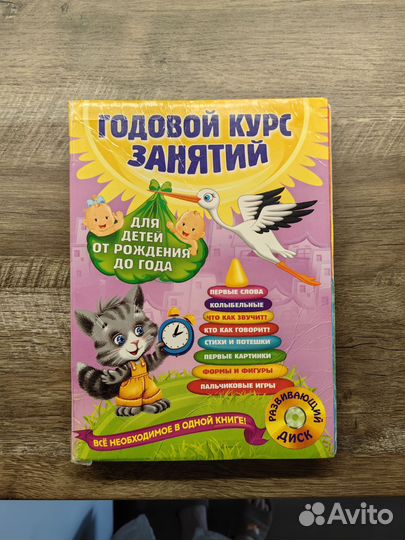 ГОДОВОЙ КУРС
ЗАНЯТИЙ
ДЛЯ
ДЕТЕЙ
ОТ РОЖДЕНИЯ
ДО ГОДА
ПЕРВЫЕ СЛОВА
КОЛЫБЕЛЬНЫЕ
ЧТО КАК ЗВУЧИТ?
КТО КАК ГОВОРИТ?
СТИХИ И ПОТЕШКИ
ПЕРВЫЕ КАРТИНКИ
ФОРМЫ И ФИГУРЫ
ПАЛЬЧИКОВЫЕ ИГРЫ
РАЗВИВАЮЩИЙ
ДИСК
ВСЁ НЕОБХОДИМОЕ В ОДНОЙ КНИГЕ!
Avito